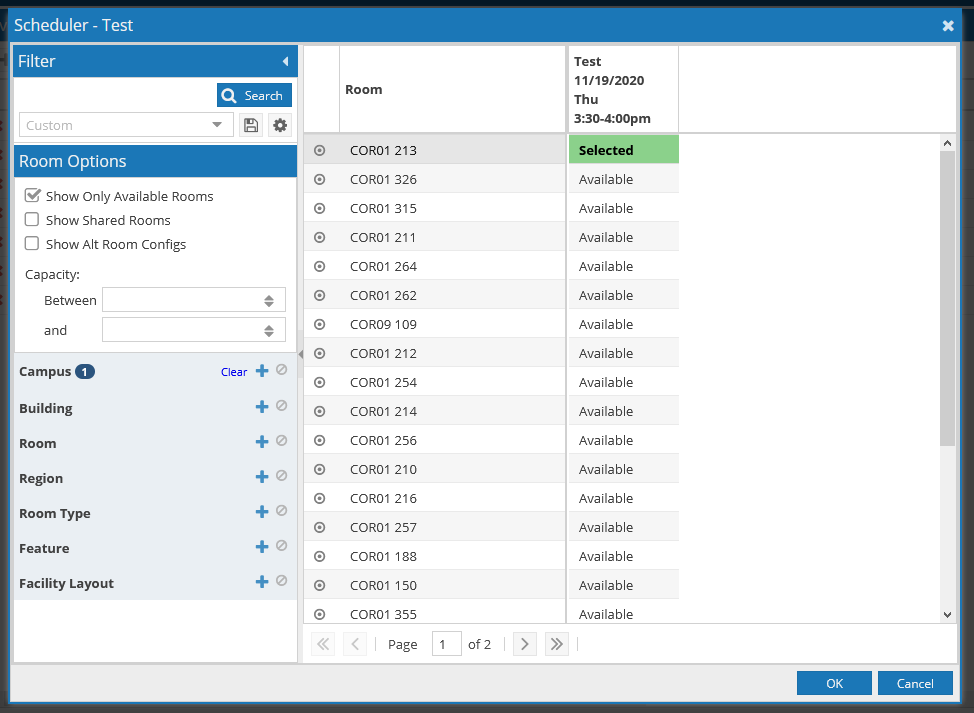 Scheduler - Test
Filter
Search
Custom
Room Options
Show Only Available Rooms
Show Shared Rooms
Show Alt Room Configs
Capacity:
Between
and
Campus 1 Clear
Building
Room
Region
Room Type
Feature
Facility Layout
Room
Test
11/19/2020
Thu
3:30-4:00pm
COR01 213 Selected
COR01 326 Available
COR01 315 Available
COR01 211 Available
COR01 264 Available
COR01 262 Available
COR09 109 Available
COR01 212 Available
COR01 254 Available
COR01 214 Available
COR01 256 Available
COR01 210 Available
COR01 216 Available
COR01 257 Available
COR01 188 Available
COR01 150 Available
COR01 355 Available
Page 1 of 2
OK Cancel